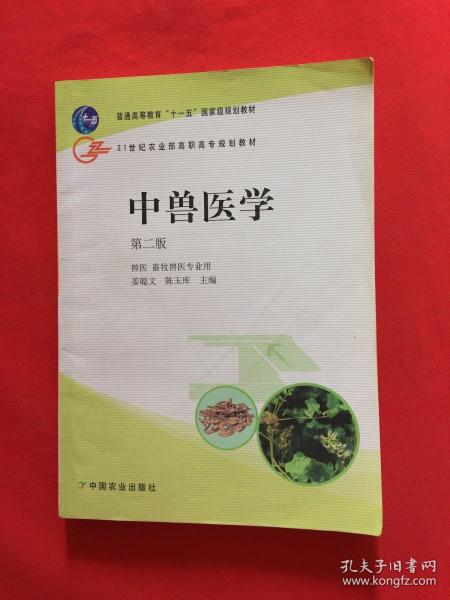 十一五
普通高等教育“十一五”国家级规划教材
21世纪农业部高职高专规划教材
中兽医学
第二版
兽医 畜牧兽医专业用
姜聪文 陈玉库 主编
中国农业出版社
孔夫子旧书网
www.kongfz.com